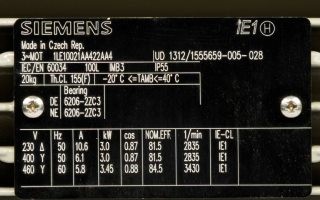 SIEMENS IE1 H
Made in Czech Rep.
3~MOT 1LE10021AA422AA4 UD 1312/1555659-005-028
IEC/EN 60034 100L IMB3 IP55
20kg Th.Cl. 155(F) -20°C <=TAMB<=40°C
Bearing
DE 6206-2ZC3
NE 6206-2ZC3
V Hz A kW cos NOM.EFF 1/min IE-CL
230 Δ 50 10.6 3.0 0.87 81.5 2835 IE1
400 Y 50 6.1 3.0 0.87 81.5 2835 IE1
460 Y 60 5.8 3.45 0.88 84.5 3430 IE1